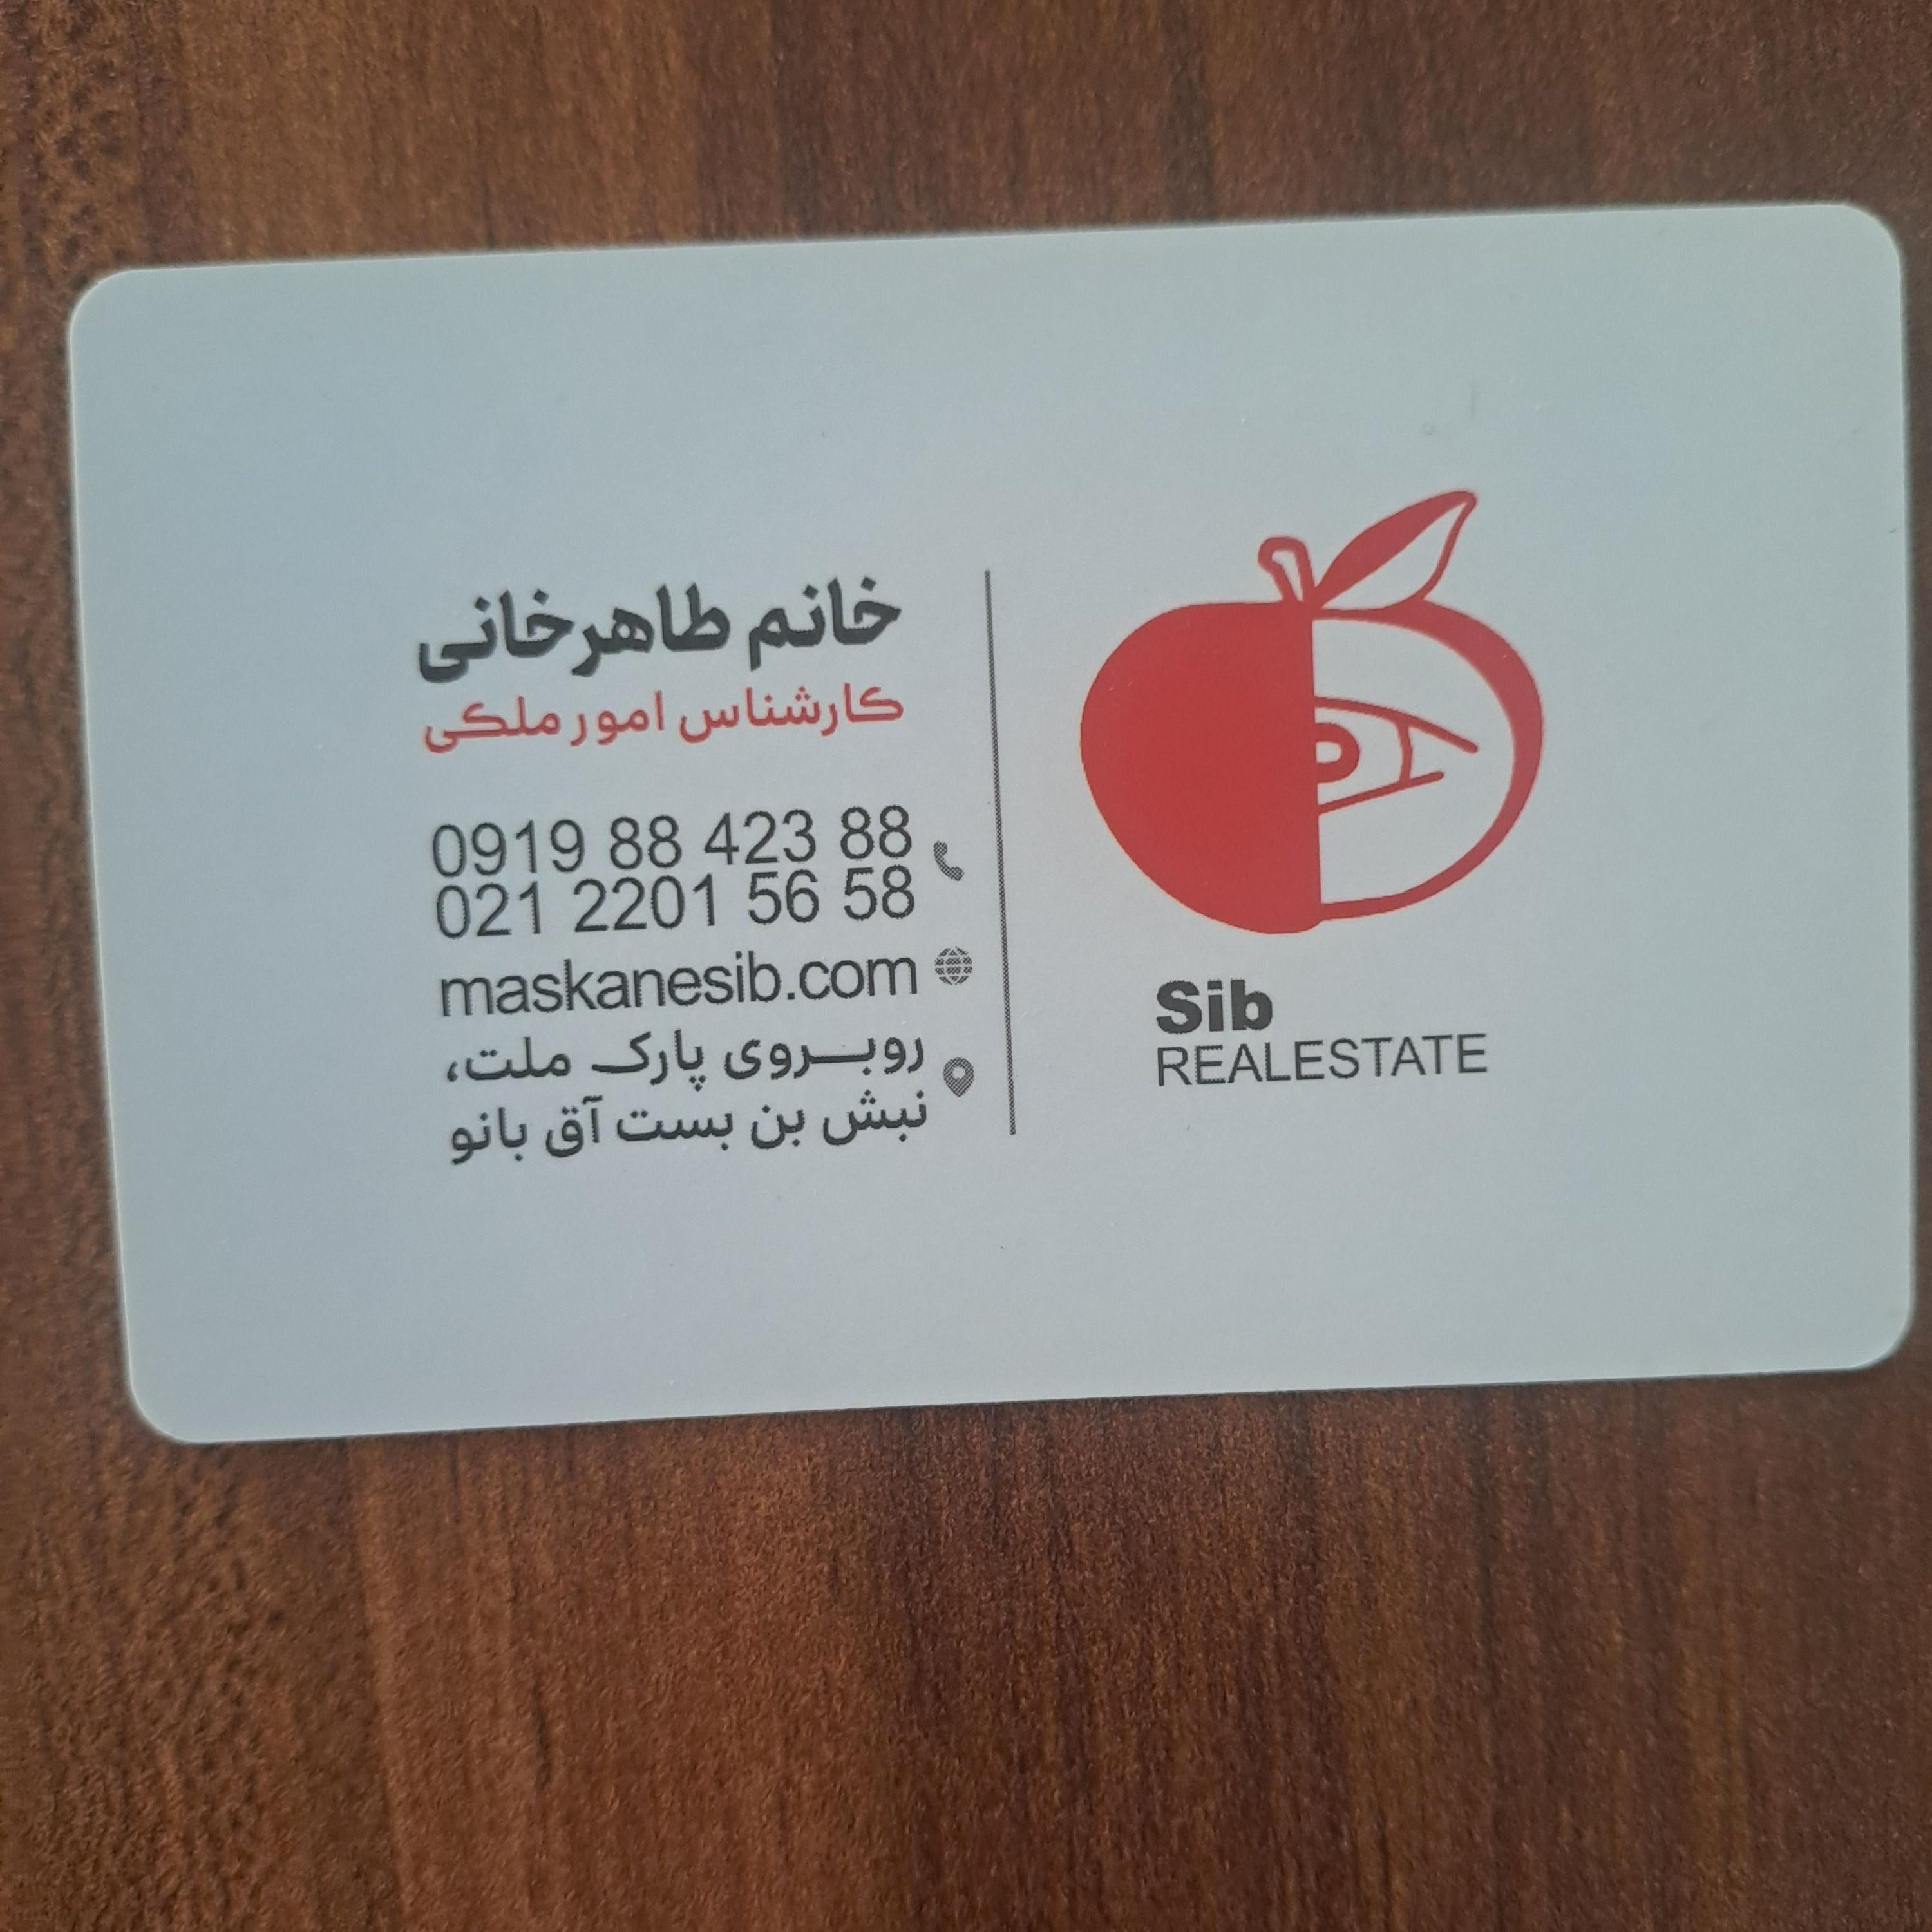 خانم طاهرخانی
کارشناس امور ملکی
0919 88 423 88
021 2201 56 58
maskanesib.com
روبـــروی پارک ملت،
نبش بن بست آق بانو
Sib
REALESTATE